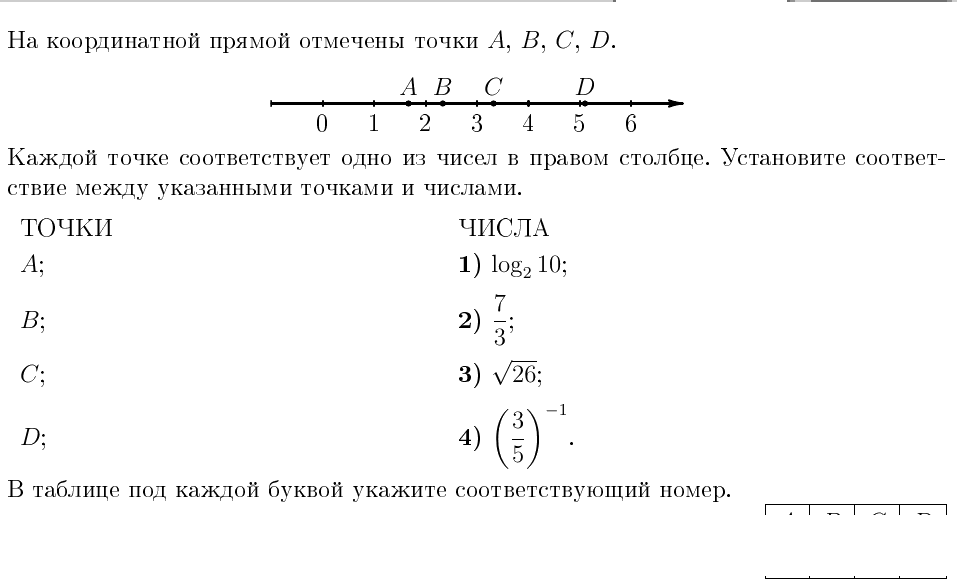 На координатной прямой отмечены точки A, B, C, D.
A B C D
0 1 2 3 4 5 6
Каждой точке соответствует одно из чисел в правом столбце. Установите соответ-
ствие между указанными точками и числами.
ТОЧКИ ЧИСЛА
A; 1) log₂ 10;
B; 2) 7/3;
C; 3) √26;
D; 4) (3/5)⁻¹.
В таблице под каждой буквой укажите соответствующий номер.